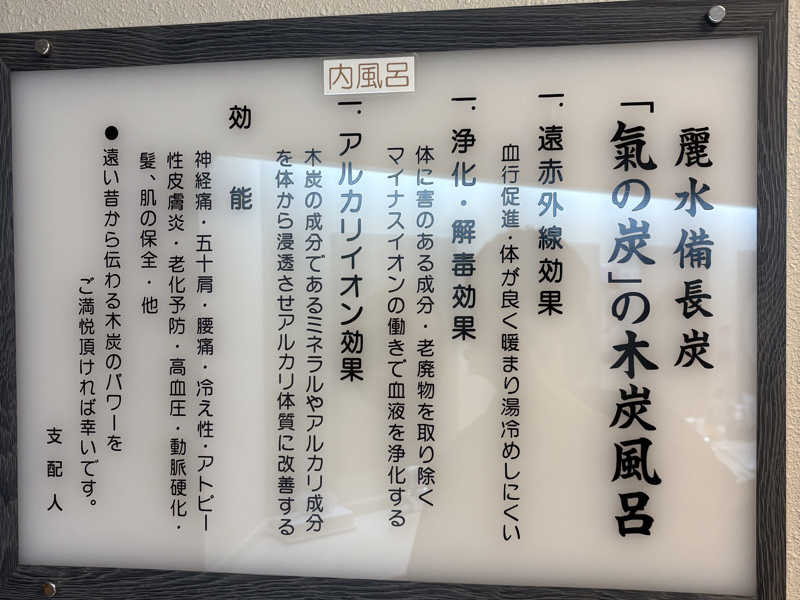 内風呂
麗水備長炭
「氣の炭」の木炭風呂
一.遠赤外線効果
血行促進・体が良く暖まり湯冷めしにくい
一.浄化・解毒効果
体に害のある成分・老廃物を取り除く
マイナスイオンの働きで血液を浄化する
一.アルカリイオン効果
木炭の成分であるミネラルやアルカリ成分
を体から浸透させアルカリ体質に改善する
効能
神経痛・五十肩・腰痛・冷え性・アトピー
性皮膚炎・老化予防・高血圧・動脈硬化・
髪、肌の保全・他
●遠い昔から伝わる木炭のパワーを
ご満悦頂ければ幸いです。
支配人